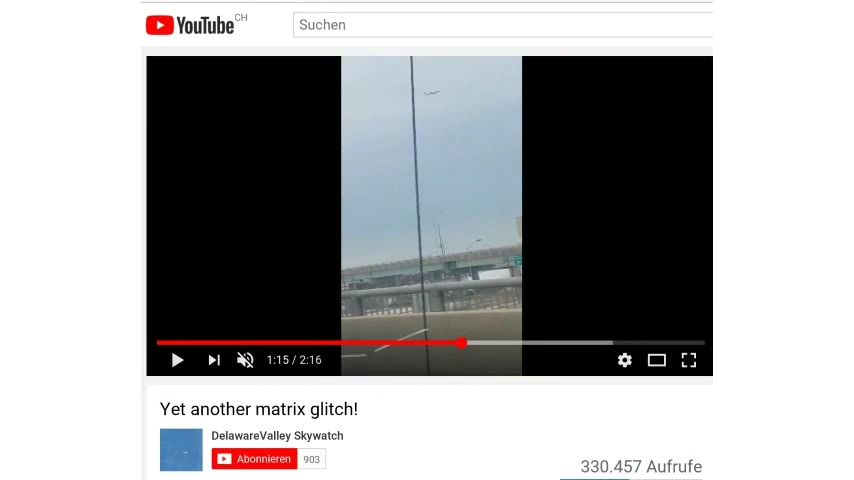 YouTube CH
Suchen
1:15 / 2:16
Yet another matrix glitch!
DelawareValley Skywatch
Abonnieren 903
330.457 Aufrufe